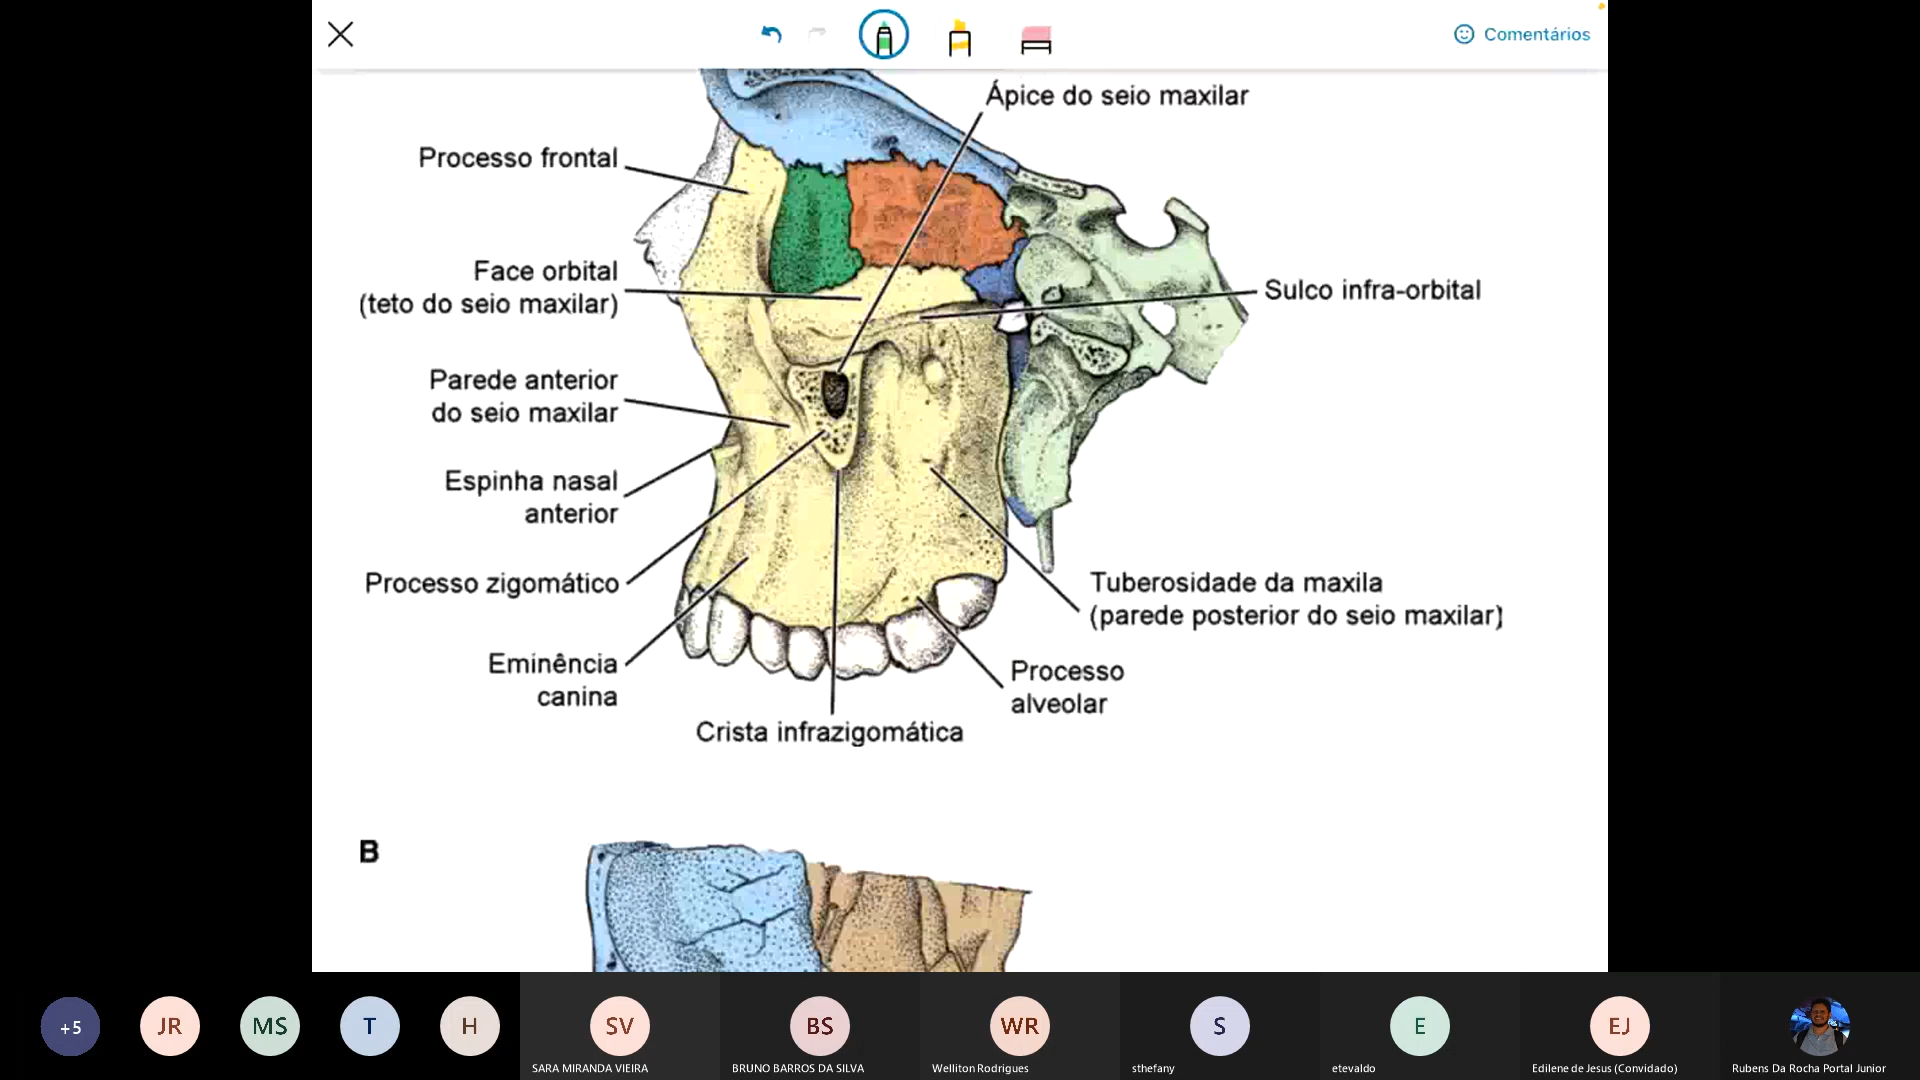 Comentários
Ápice do seio maxilar
Processo frontal
Face orbital
(teto do seio maxilar)
Sulco infra-orbital
Parede anterior
do seio maxilar
Espinha nasal
anterior
Processo zigomático
Tuberosidade da maxila
(parede posterior do seio maxilar)
Eminência
canina
Processo
alveolar
Crista infrazigomática
B
+5
JR
MS
T
H
SV
BS
WR
S
E
EJ
SARA MIRANDA VIEIRA
BRUNO BARROS DA SILVA
Welliton Rodrigues
sthefany
etevaldo
Edilene de Jesus (Convidado)
Rubens Da Rocha Portal Junior